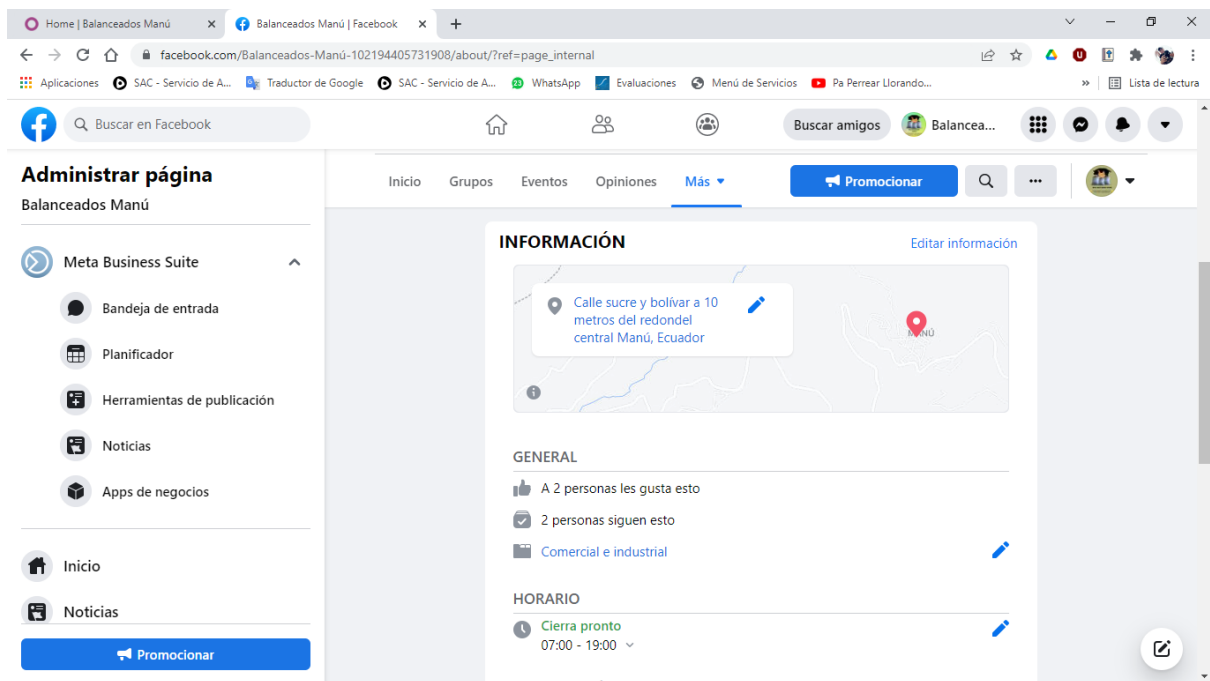 Home | Balanceados Manú
Balanceados Manú | Facebook
facebook.com/Balanceados-Manú-102194405731908/about/?ref=page_internal
Aplicaciones
SAC - Servicio de A...
Traductor de Google
SAC - Servicio de A...
WhatsApp
Evaluaciones
Menú de Servicios
Pa Perrear Llorando...
»
Lista de lectura
Buscar en Facebook
Buscar amigos
Balancea...
Administrar página
Balanceados Manú
Meta Business Suite
Bandeja de entrada
Planificador
Herramientas de publicación
Noticias
Apps de negocios
Inicio
Noticias
Promocionar
Inicio
Grupos
Eventos
Opiniones
Más
Promocionar
INFORMACIÓN
Editar información
Calle sucre y bolívar a 10
metros del redondel
central Manú, Ecuador
GENERAL
A 2 personas les gusta esto
2 personas siguen esto
Comercial e industrial
HORARIO
Cierra pronto
07:00 - 19:00